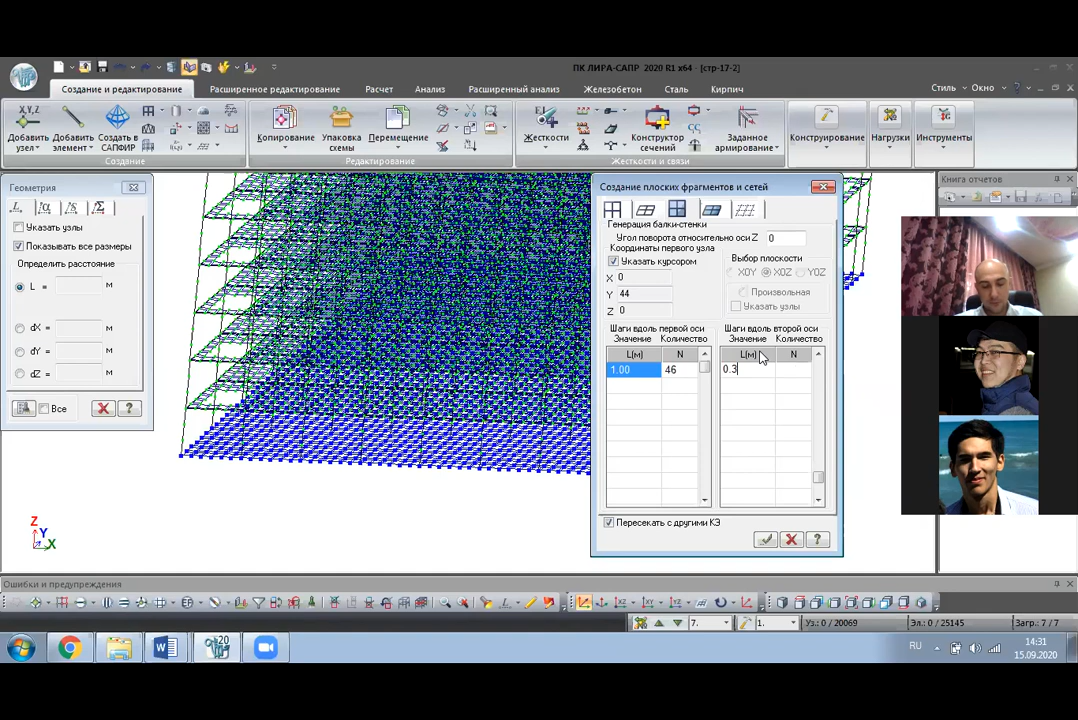 ПК ЛИРА-САПР 2020 R1 x64 - [стр-17-2]
Создание и редактирование
Расширенное редактирование
Расчет
Анализ
Расширенный анализ
Железобетон
Сталь
Кирпич
Стиль
Окно
X,Y,Z
Добавить узел
Добавить элемент
Создать в САПФИР
Создание
Копирование
Упаковка схемы
Перемещение
Редактирование
Жесткости
Конструктор сечений
Заданное армирование
Жесткости и связи
Конструирование
Нагрузки
Инструменты
Геометрия
Указать узлы
Показывать все размеры
Определить расстояние
L =
м
dX =
м
dY =
м
dZ =
м
Все
?
Z
Y
X
Создание плоских фрагментов и сетей
Генерация балки-стенки
Угол поворота относительно оси Z
0
Координаты первого узла
Указать курсором
X
0
Y
44
Z
0
Выбор плоскости
XOY
XOZ
YOZ
Произвольная
Указать узлы
Шаги вдоль первой оси
Значение
Количество
L(м)
N
1.00
46
Шаги вдоль второй оси
Значение
Количество
L(м)
N
0.3
Пересекать с другими КЭ
?
Книга отчетов
Ошибки и предупреждения
7.
1.
Уз.: 0 / 20069
Эл.: 0 / 25145
Загр.: 7 / 7
RU
14:31
15.09.2020